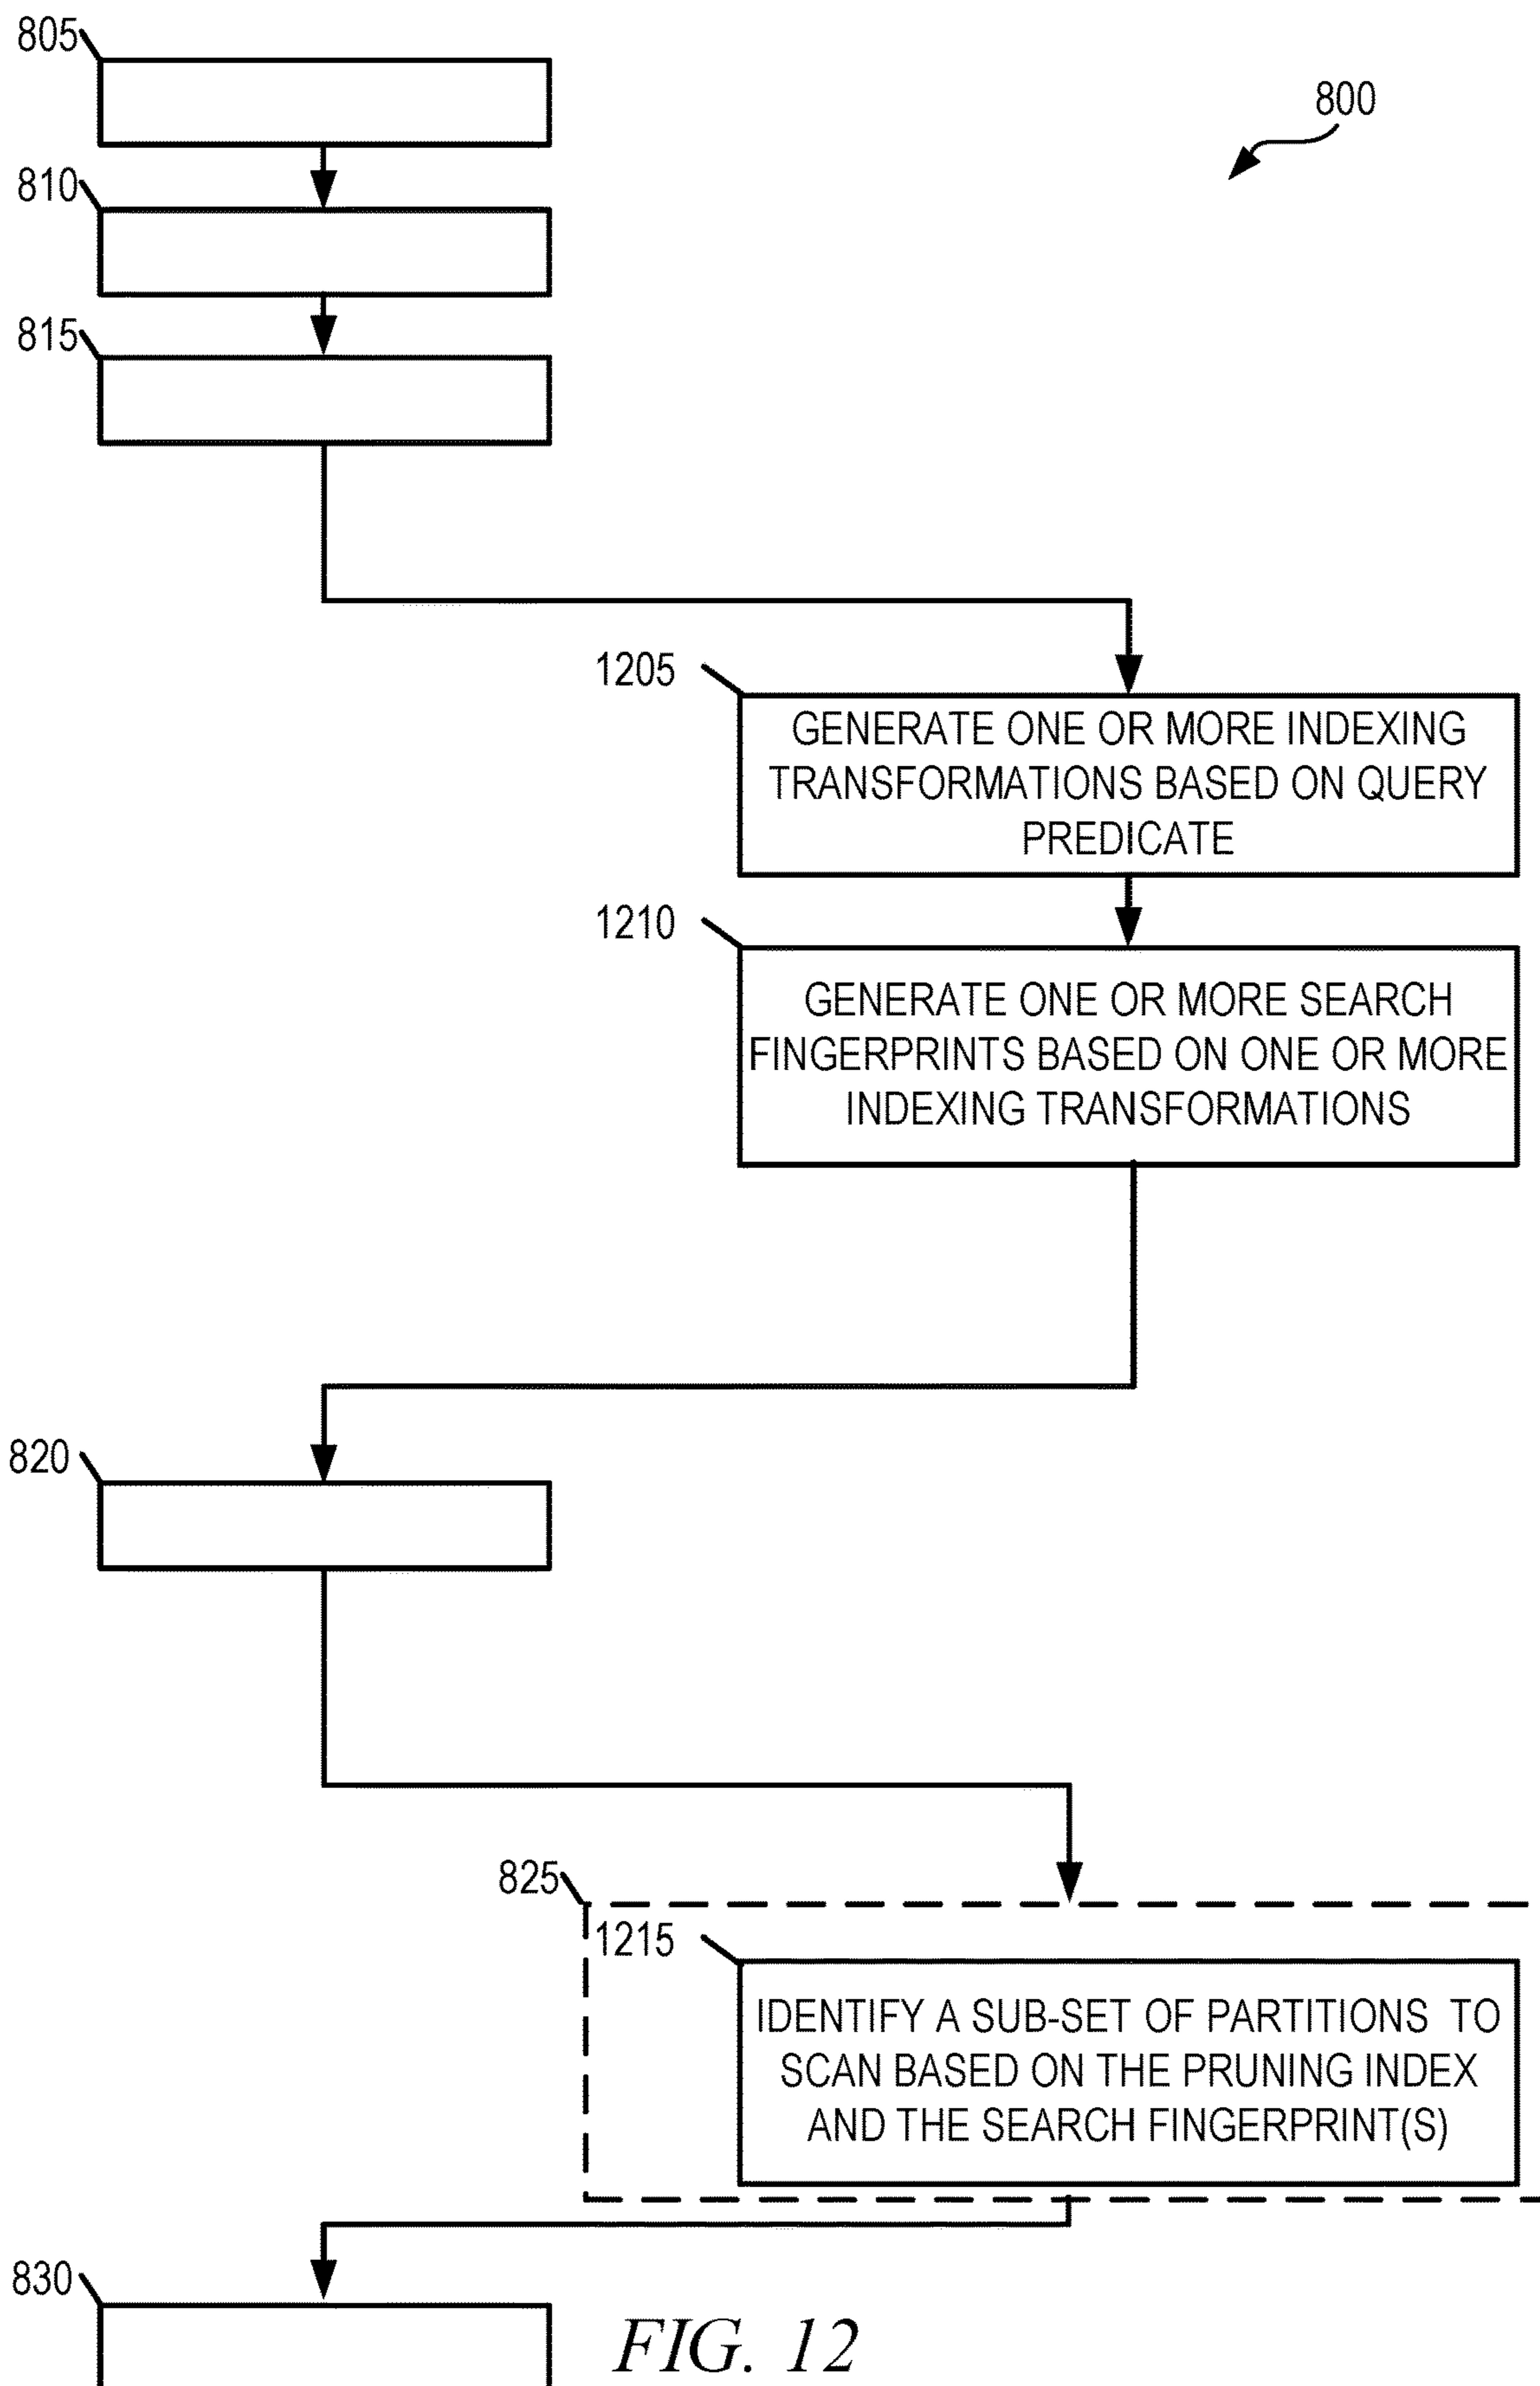 805
800
810
815
1205
GENERATE ONE OR MORE INDEXING
TRANSFORMATIONS BASED ON QUERY
PREDICATE
1210
GENERATE ONE OR MORE SEARCH
FINGERPRINTS BASED ON ONE OR MORE
INDEXING TRANSFORMATIONS
820
825
1215
IDENTIFY A SUB-SET OF PARTITIONS TO
SCAN BASED ON THE PRUNING INDEX
AND THE SEARCH FINGERPRINT(S)
830
FIG. 12